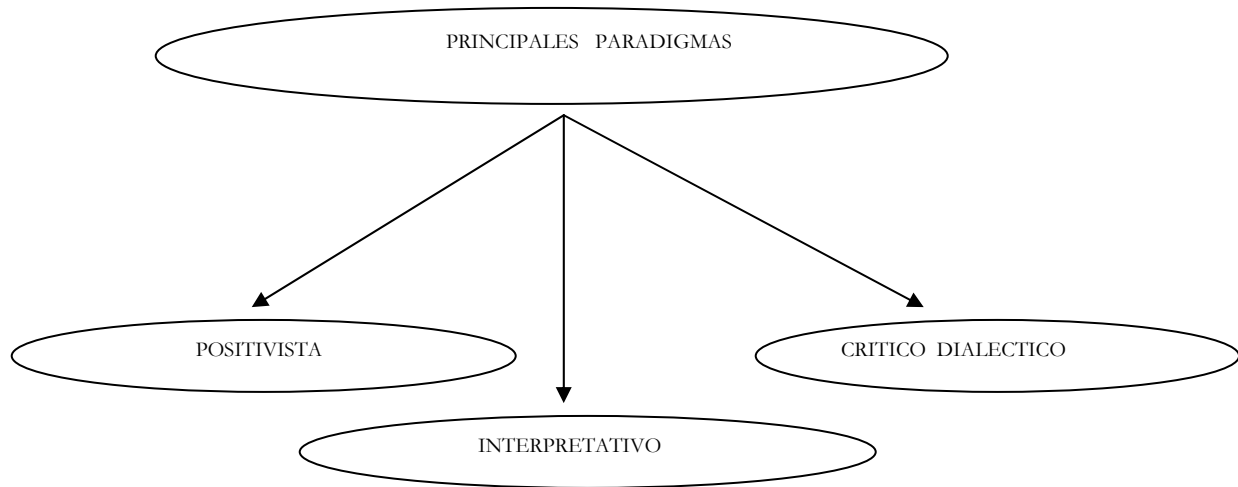 PRINCIPALES PARADIGMAS
POSITIVISTA
CRITICO DIALECTICO
INTERPRETATIVO